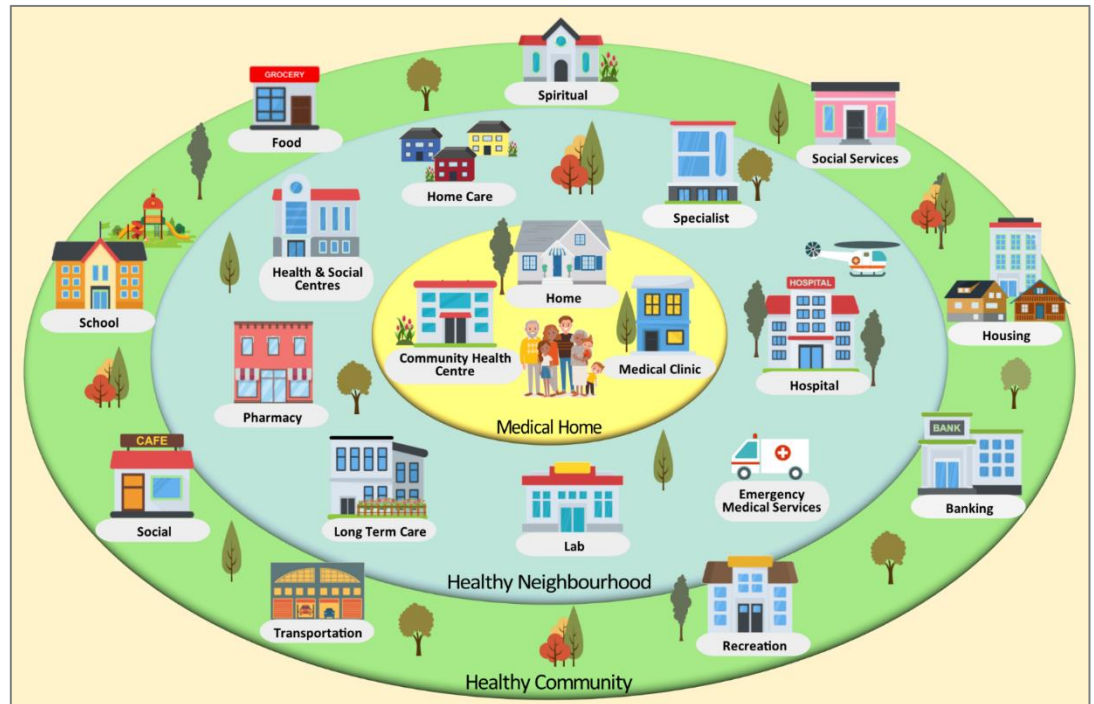 Spiritual
GROCERY
Food
Social Services
Home Care
Specialist
Health & Social
Centres
Home
HOSPITAL
School
Housing
Community Health
Centre
Medical Clinic
Hospital
Pharmacy
Medical Home
BANK
CAFE
Emergency
Medical Services
Banking
Social
Long Term Care
Lab
Healthy Neighbourhood
Transportation
Recreation
Healthy Community